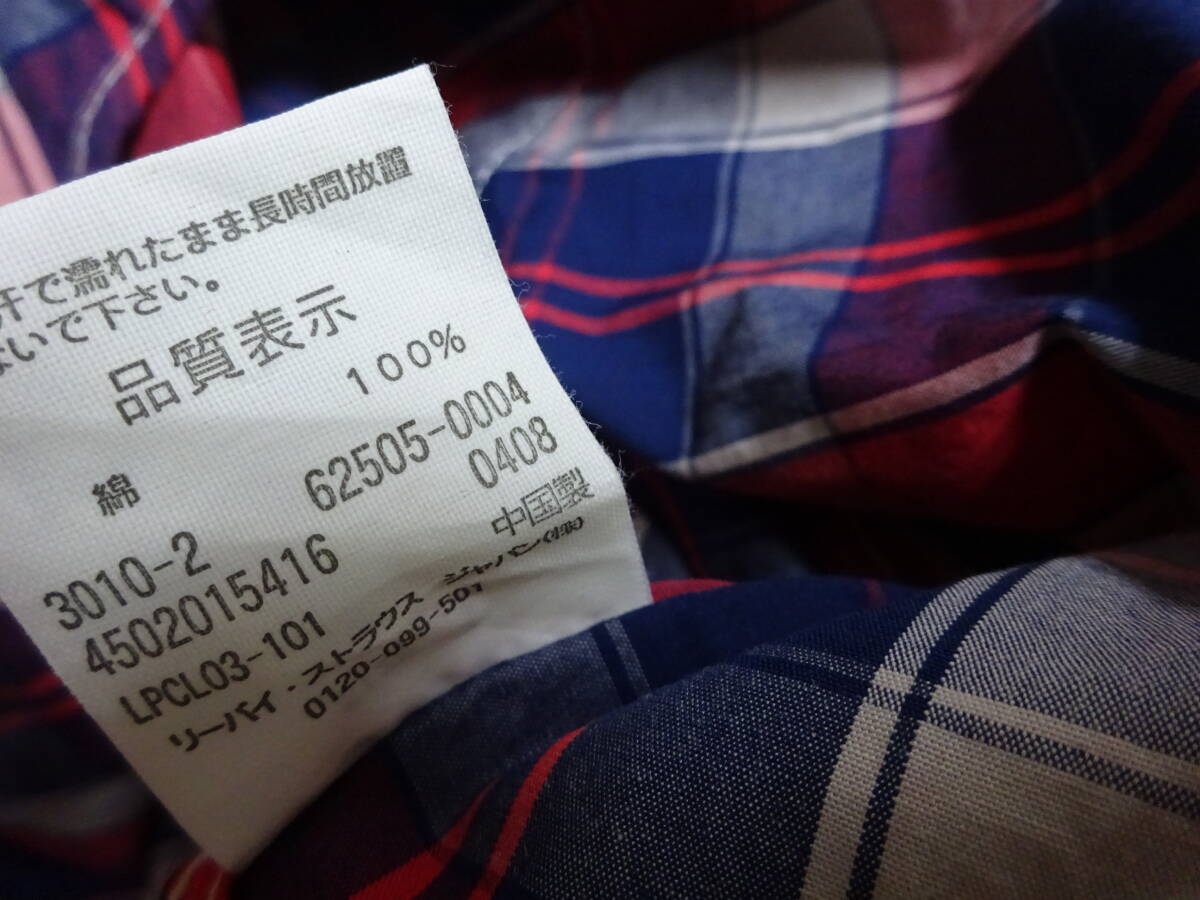 汗で濡れたまま長時間放置
ないで下さい。
品質表示
綿 100%
62505-0004
3010-2 0408
4502015416 中国製
LPCL03-101
リーバイ・ストラウス ジャパン(株)
0120-099-501